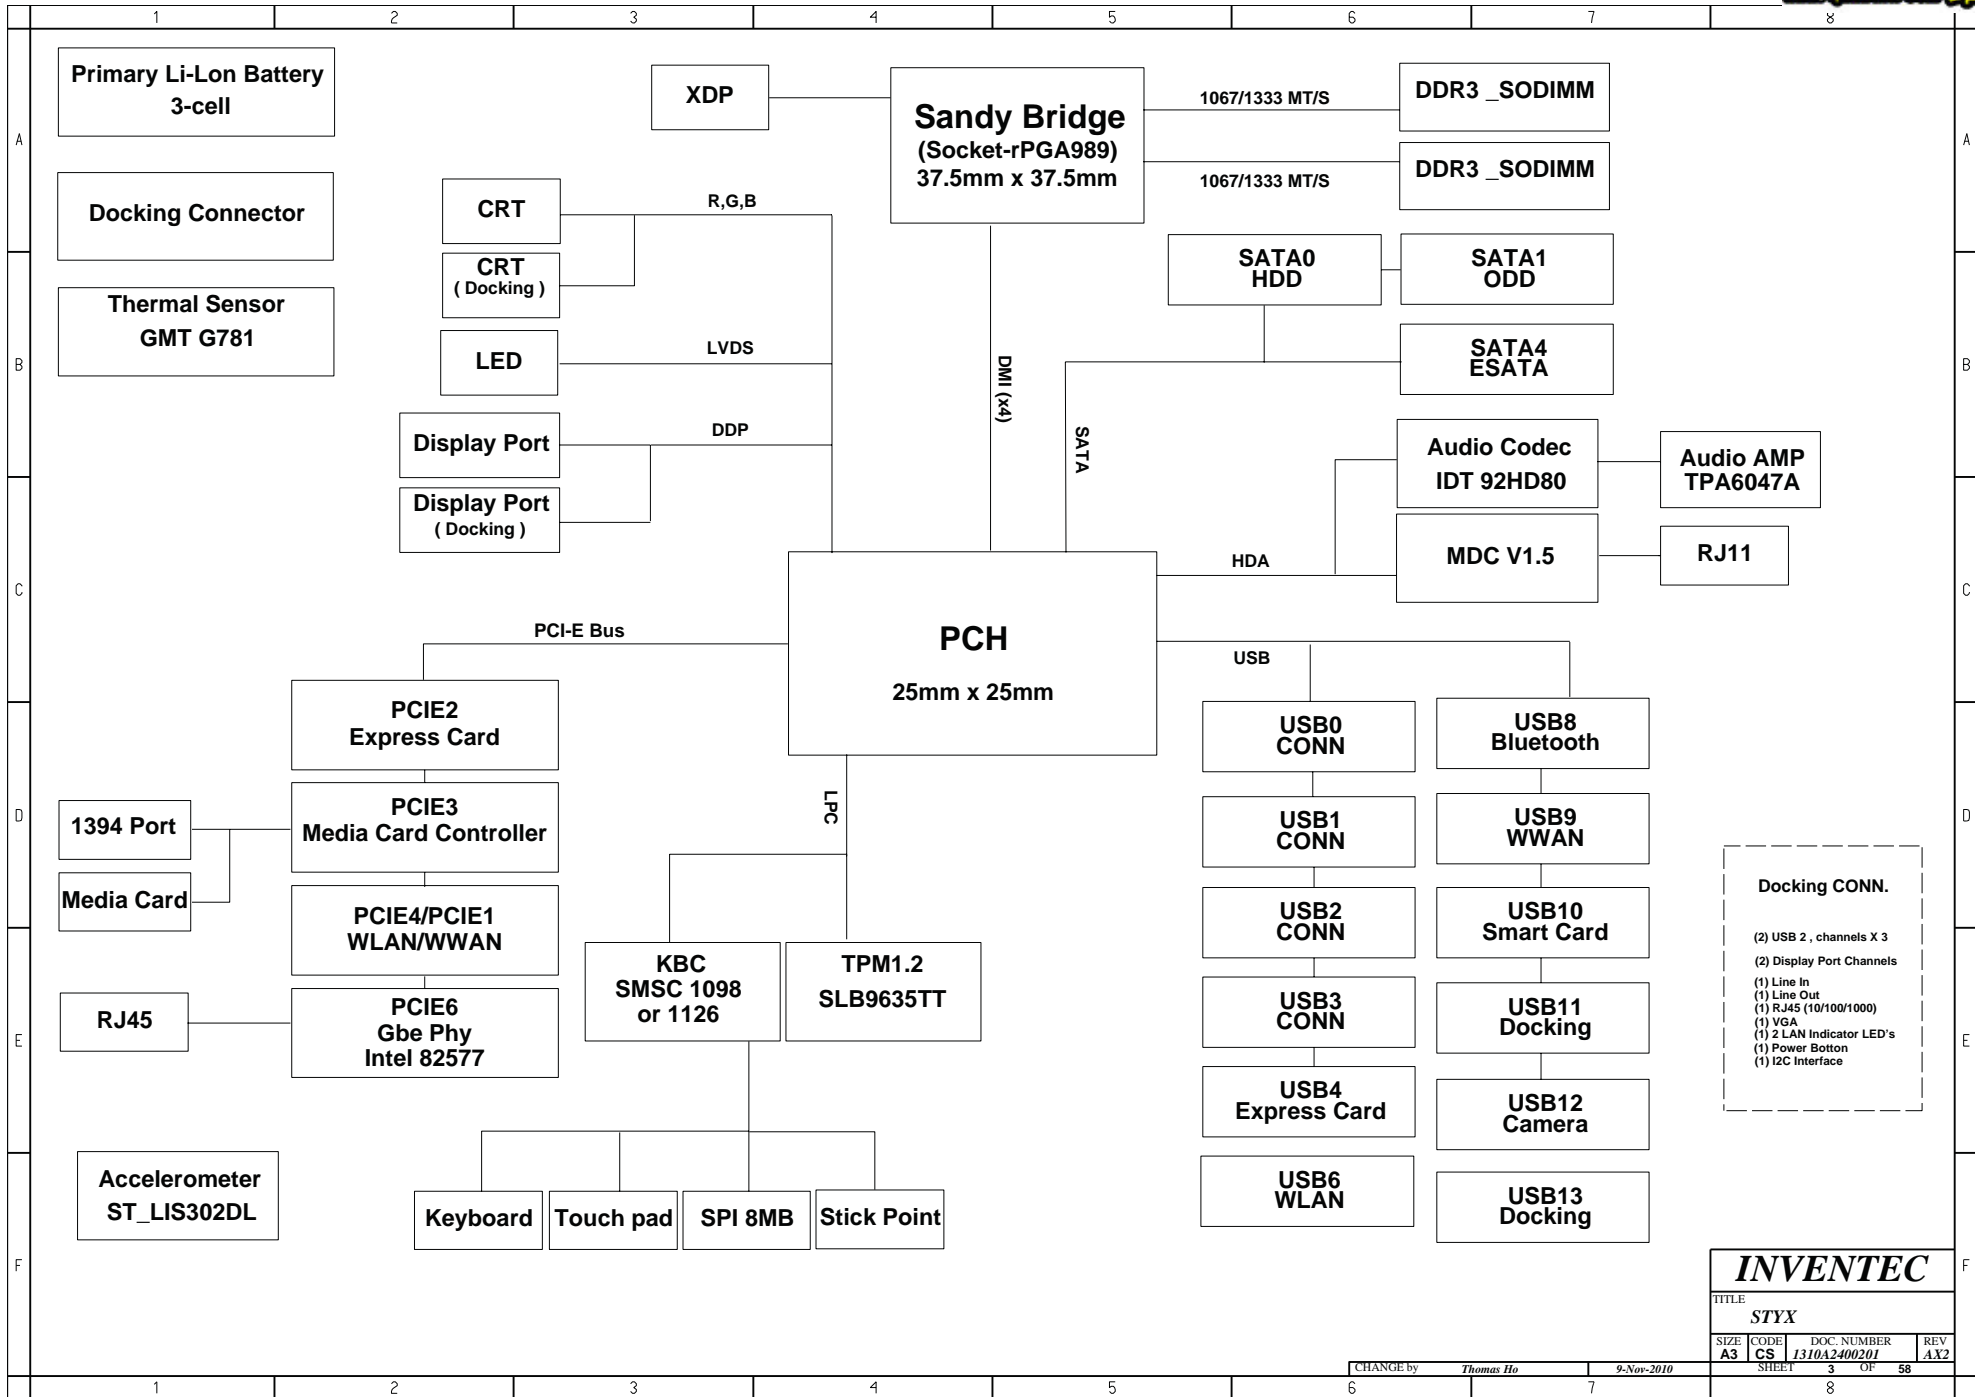 1 2 3 4 5 6 7 8
A
B
C
D
E
F
Primary Li-Lon Battery
3-cell
Docking Connector
Thermal Sensor
GMT G781
XDP
Sandy Bridge
(Socket-rPGA989)
37.5mm x 37.5mm
1067/1333 MT/S
DDR3 _SODIMM
1067/1333 MT/S
DDR3 _SODIMM
CRT
R,G,B
CRT
( Docking )
LED
LVDS
Display Port
DDP
Display Port
( Docking )
DMI (x4)
SATA
SATA0
HDD
SATA1
ODD
SATA4
ESATA
Audio Codec
IDT 92HD80
Audio AMP
TPA6047A
HDA
MDC V1.5
RJ11
PCH
25mm x 25mm
PCI-E Bus
PCIE2
Express Card
PCIE3
Media Card Controller
1394 Port
Media Card
PCIE4/PCIE1
WLAN/WWAN
RJ45
PCIE6
Gbe Phy
Intel 82577
LPC
KBC
SMSC 1098
or 1126
TPM1.2
SLB9635TT
Keyboard
Touch pad
SPI 8MB
Stick Point
Accelerometer
ST_LIS302DL
USB
USB0
CONN
USB1
CONN
USB2
CONN
USB3
CONN
USB4
Express Card
USB6
WLAN
USB8
Bluetooth
USB9
WWAN
USB10
Smart Card
USB11
Docking
USB12
Camera
USB13
Docking
Docking CONN.
(2) USB 2 , channels X 3
(2) Display Port Channels
(1) Line In
(1) Line Out
(1) RJ45 (10/100/1000)
(1) VGA
(1) 2 LAN Indicator LED's
(1) Power Botton
(1) I2C Interface
INVENTEC
TITLE
STYX
SIZE CODE DOC. NUMBER REV
A3 CS 1310A2400201 AX2
CHANGE by Thomas Ho 9-Nov-2010 SHEET 3 OF 58
A
B
C
D
E
F
1 2 3 4 5 6 7 8